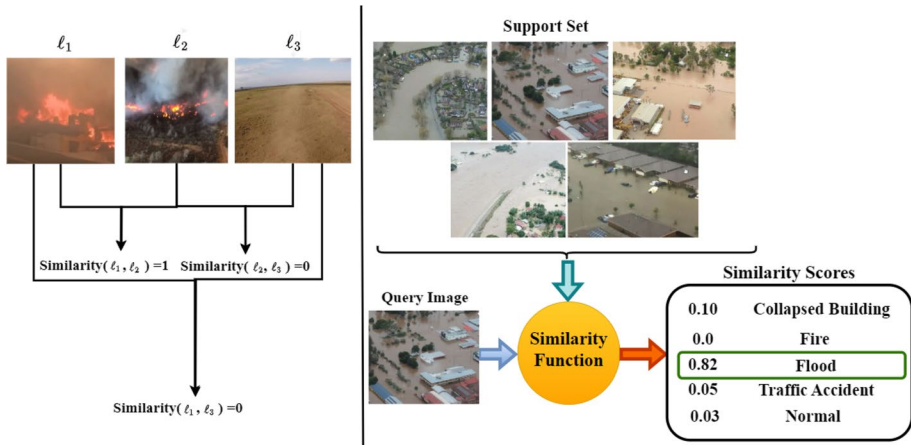 ℓ₁ ℓ₂ ℓ₃
Similarity(ℓ₁, ℓ₂) =1
Similarity(ℓ₂, ℓ₃) =0
Similarity(ℓ₁, ℓ₃) =0
Support Set
Query Image
Similarity
Function
Similarity Scores
0.10 Collapsed Building
0.0 Fire
0.82 Flood
0.05 Traffic Accident
0.03 Normal